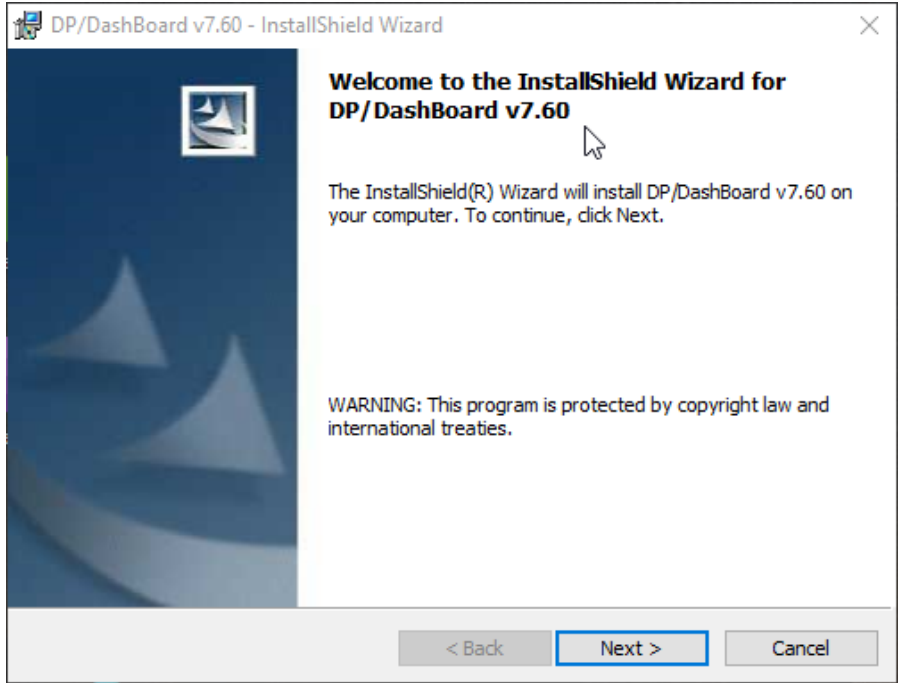 DP/DashBoard v7.60 - InstallShield Wizard
Welcome to the InstallShield Wizard for
DP/DashBoard v7.60
The InstallShield(R) Wizard will install DP/DashBoard v7.60 on
your computer. To continue, click Next.
WARNING: This program is protected by copyright law and
international treaties.
< Back
Next >
Cancel